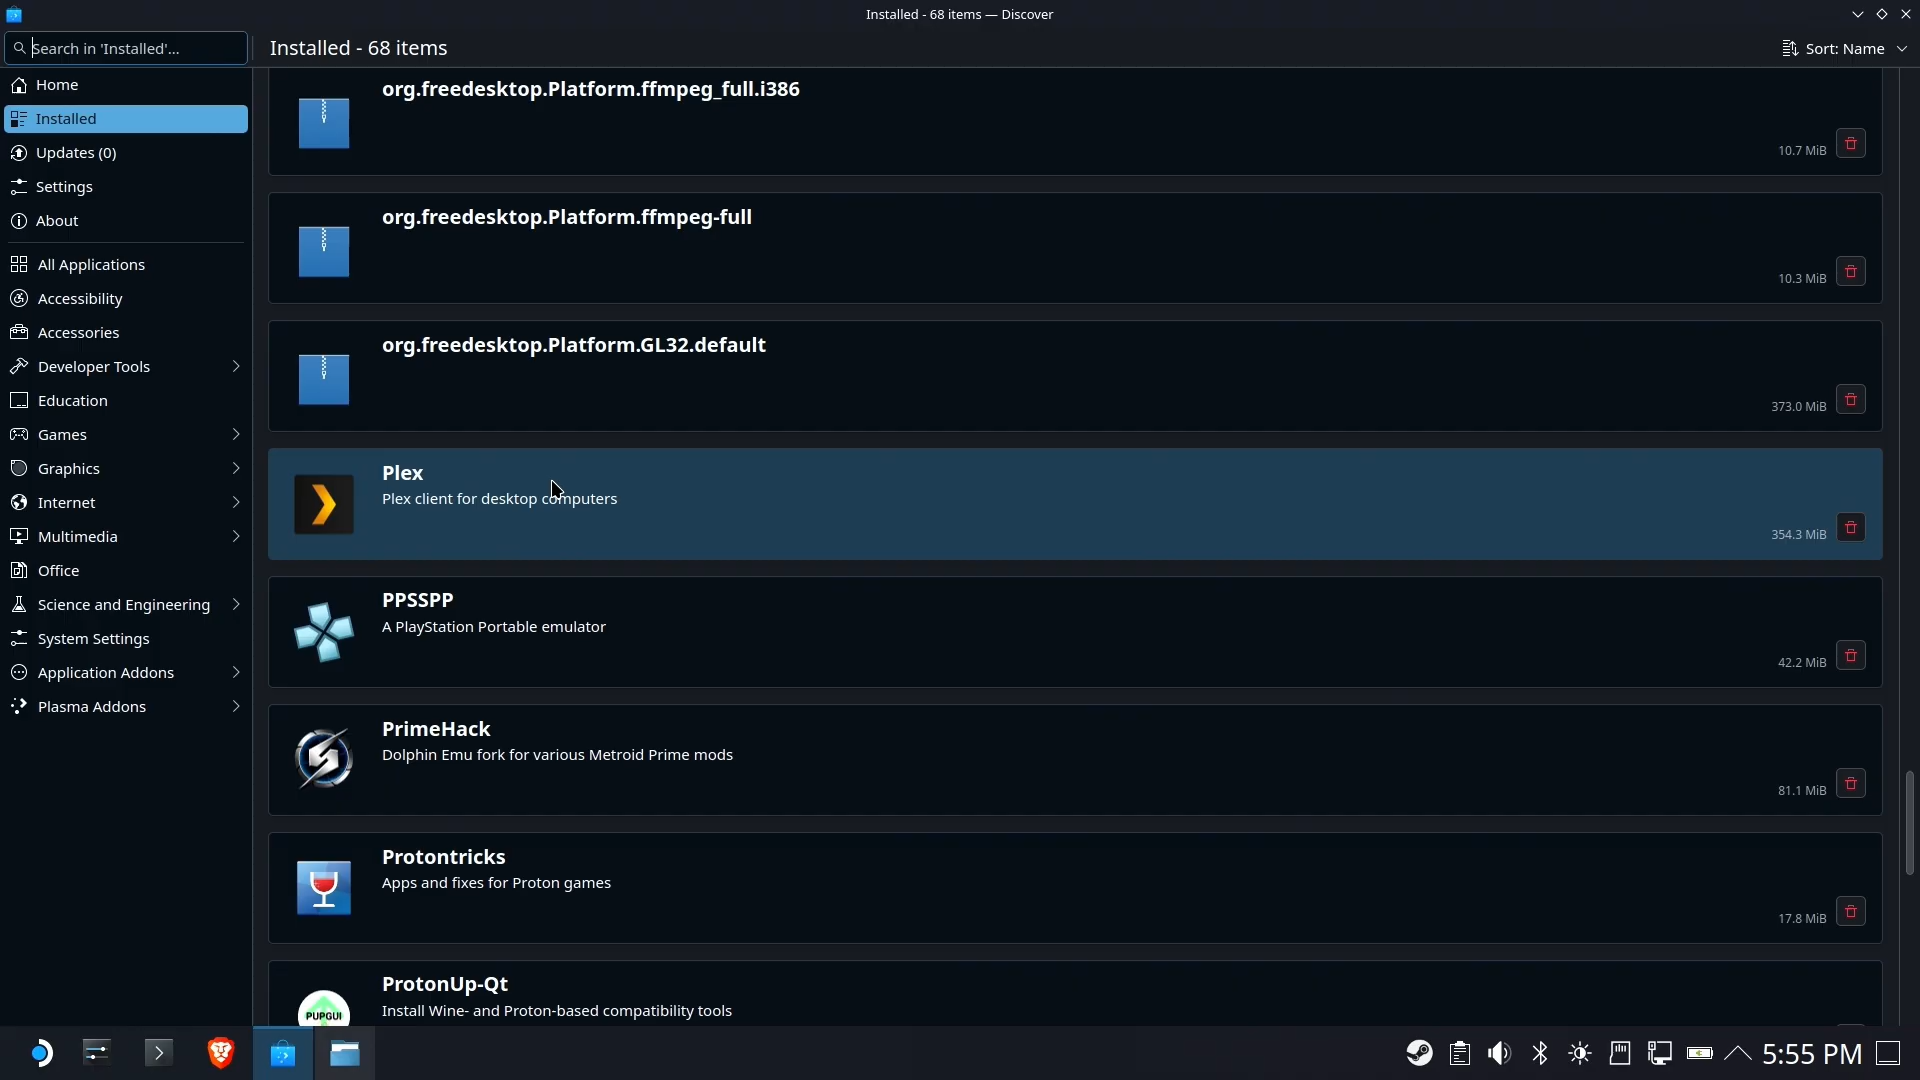 Installed - 68 items — Discover
Search in 'Installed'...
Installed - 68 items
Sort: Name
Home
Installed
Updates (0)
Settings
About
All Applications
Accessibility
Accessories
Developer Tools
Education
Games
Graphics
Internet
Multimedia
Office
Science and Engineering
System Settings
Application Addons
Plasma Addons
org.freedesktop.Platform.ffmpeg_full.i386
10.7 MiB
org.freedesktop.Platform.ffmpeg-full
10.3 MiB
org.freedesktop.Platform.GL32.default
373.0 MiB
Plex
Plex client for desktop computers
354.3 MiB
PPSSPP
A PlayStation Portable emulator
42.2 MiB
PrimeHack
Dolphin Emu fork for various Metroid Prime mods
81.1 MiB
Protontricks
Apps and fixes for Proton games
17.8 MiB
ProtonUp-Qt
Install Wine- and Proton-based compatibility tools
PUPGUI
5:55 PM